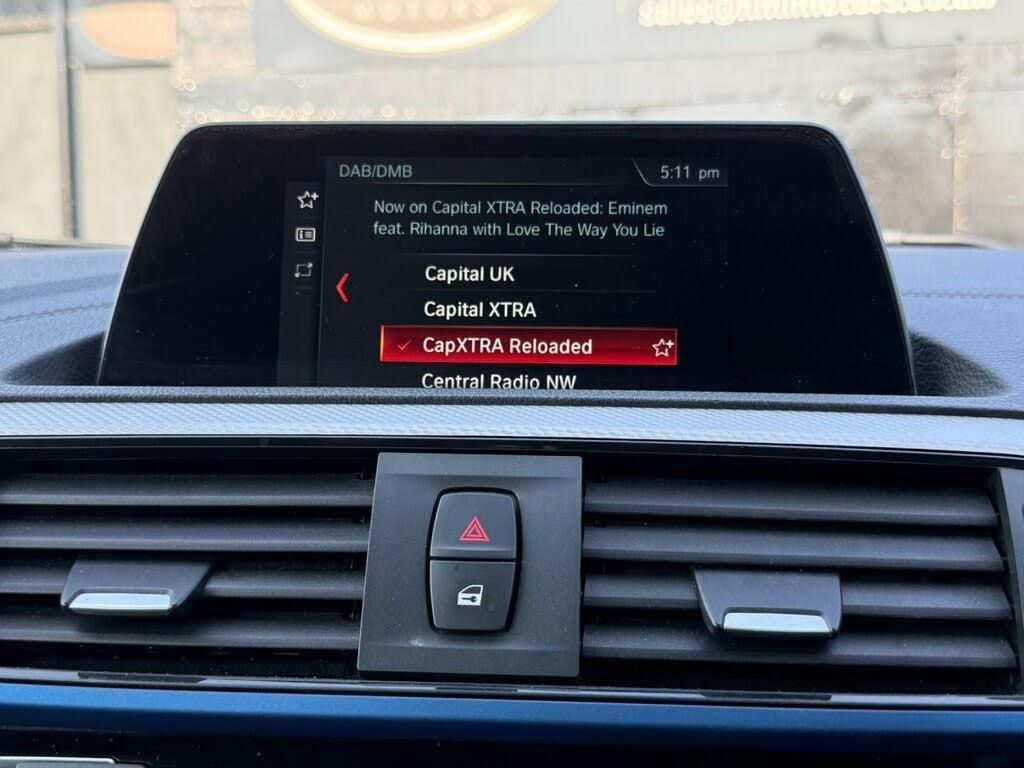 MOTORS
DAB/DMB
5:11 pm
Now on Capital XTRA Reloaded: Eminem
feat. Rihanna with Love The Way You Lie
Capital UK
Capital XTRA
CapXTRA Reloaded
Central Radio NW